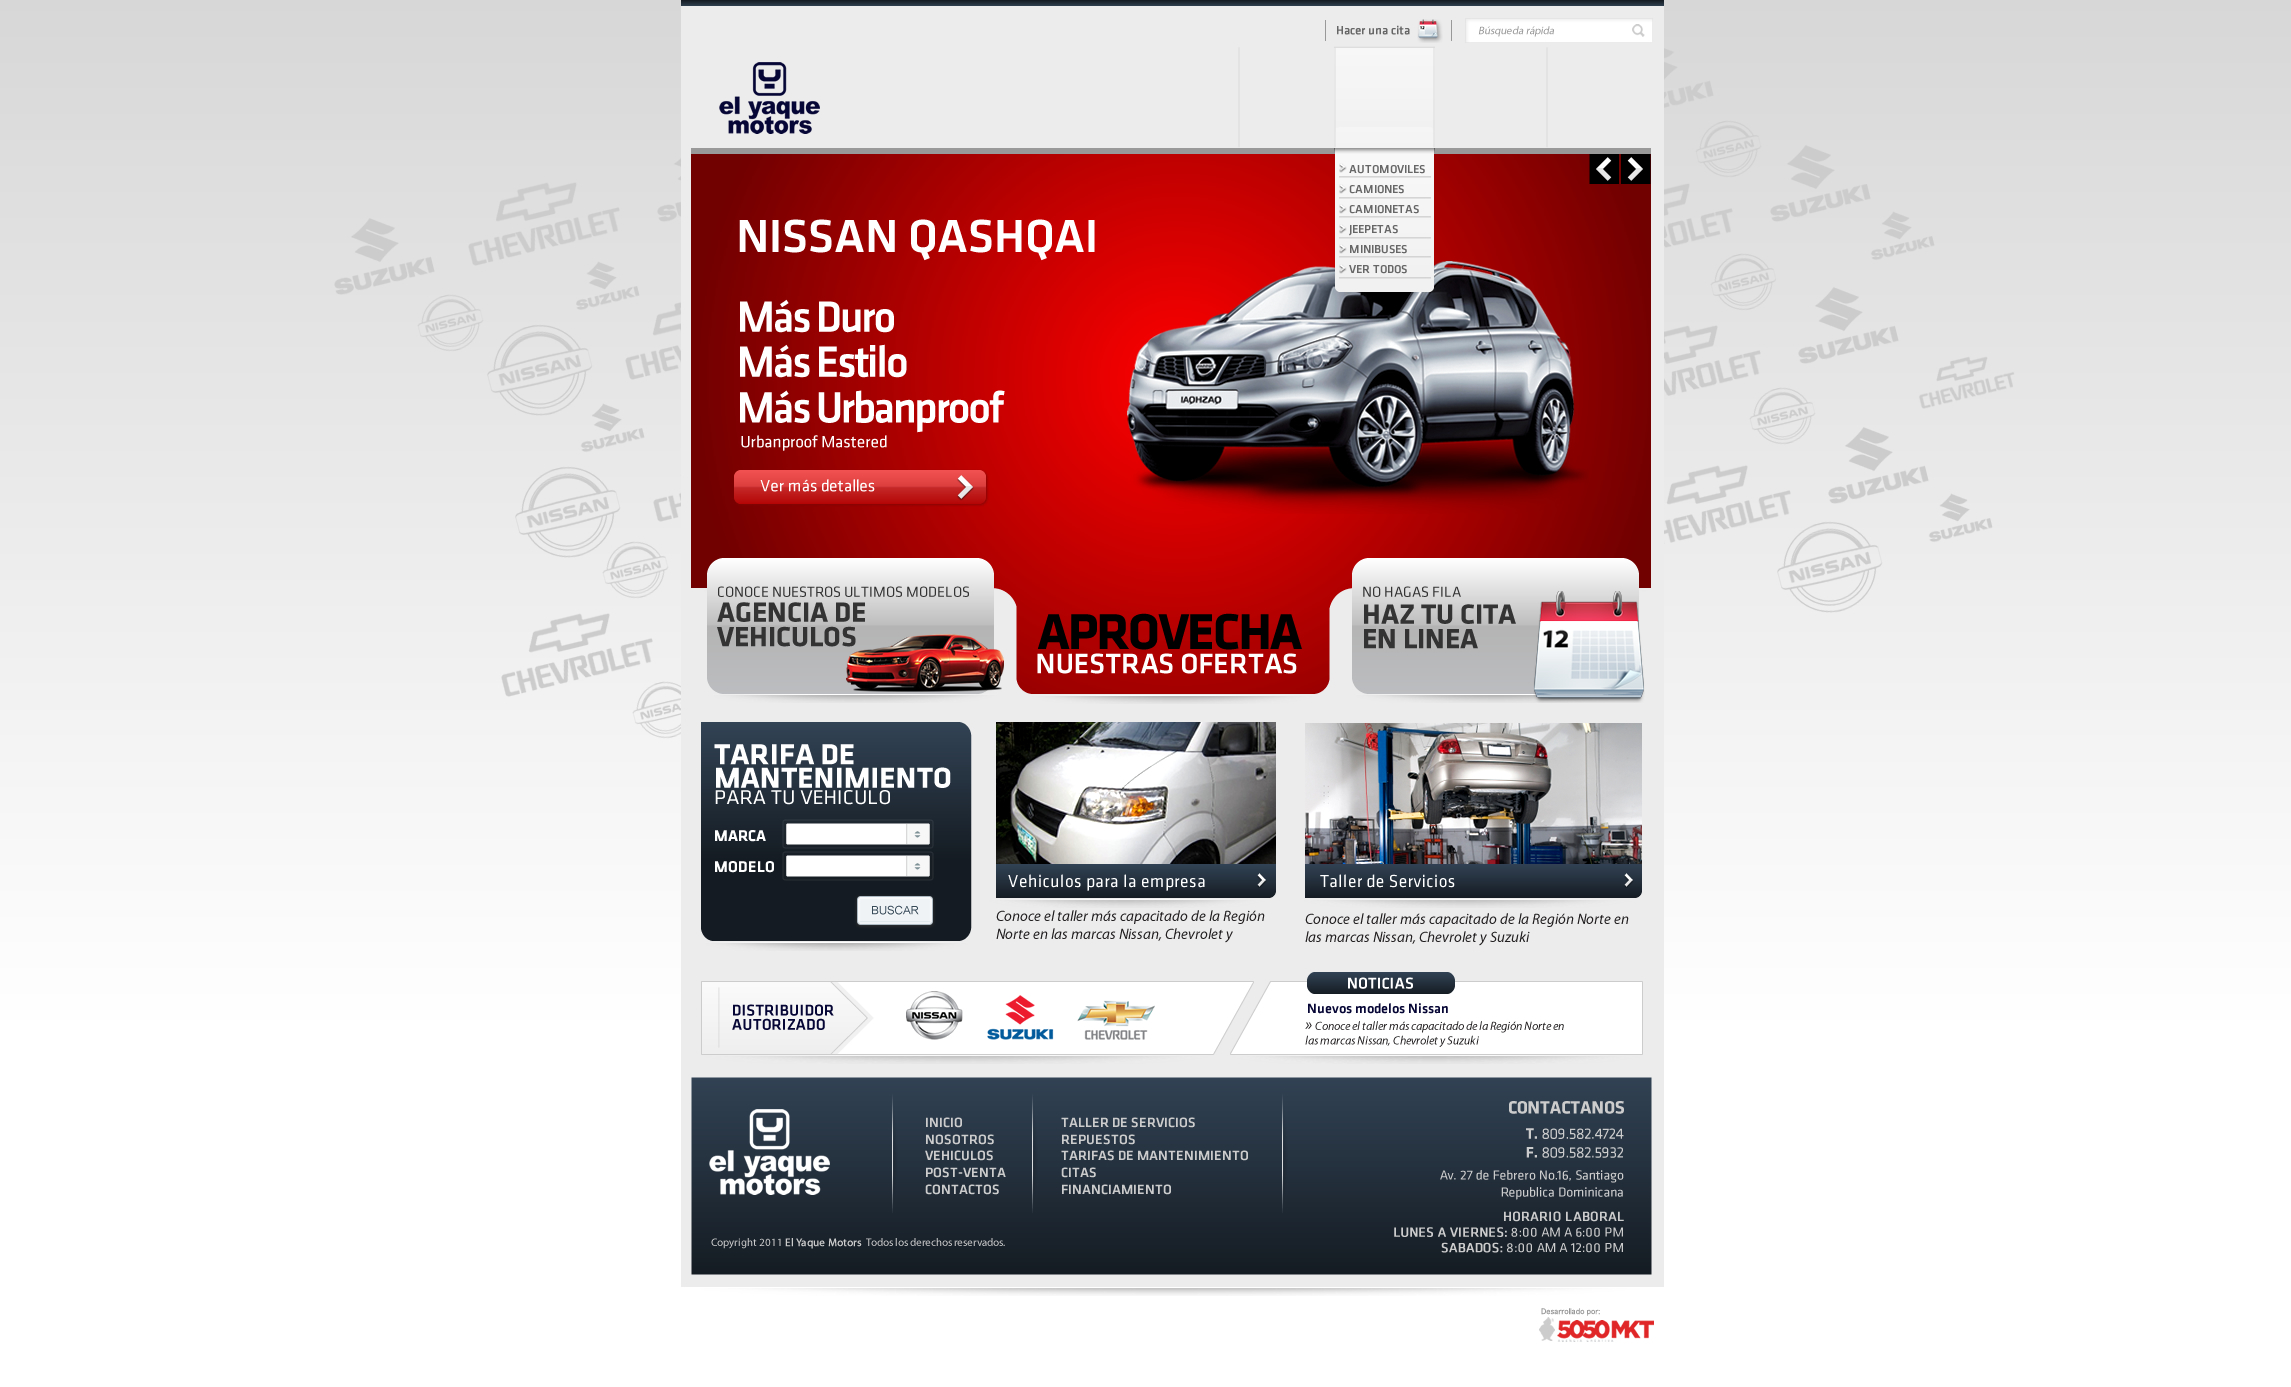 Hacer una cita
Búsqueda rápida
el yaque
motors
AUTOMOVILES
CAMIONES
CAMIONETAS
JEEPETAS
MINIBUSES
VER TODOS
NISSAN QASHQAI
Más Duro
Más Estilo
Más Urbanproof
Urbanproof Mastered
Ver más detalles
IAQHZAO
CONOCE NUESTROS ULTIMOS MODELOS
AGENCIA DE
VEHICULOS
APROVECHA
NUESTRAS OFERTAS
NO HAGAS FILA
HAZ TU CITA
EN LINEA
12
TARIFA DE
MANTENIMIENTO
PARA TU VEHICULO
MARCA
MODELO
BUSCAR
Vehiculos para la empresa
Conoce el taller más capacitado de la Región
Norte en las marcas Nissan, Chevrolet y
Taller de Servicios
Conoce el taller más capacitado de la Región Norte en
las marcas Nissan, Chevrolet y Suzuki
DISTRIBUIDOR
AUTORIZADO
NISSAN
SUZUKI
CHEVROLET
NOTICIAS
Nuevos modelos Nissan
» Conoce el taller más capacitado de la Región Norte en
las marcas Nissan, Chevrolet y Suzuki
el yaque
motors
INICIO
NOSOTROS
VEHICULOS
POST-VENTA
CONTACTOS
TALLER DE SERVICIOS
REPUESTOS
TARIFAS DE MANTENIMIENTO
CITAS
FINANCIAMIENTO
CONTACTANOS
T. 809.582.4724
F. 809.582.5932
Av. 27 de Febrero No.16, Santiago
Republica Dominicana
HORARIO LABORAL
LUNES A VIERNES: 8:00 AM A 6:00 PM
SABADOS: 8:00 AM A 12:00 PM
Copyright 2011 El Yaque Motors Todos los derechos reservados.
Desarrollado por:
5050MKT